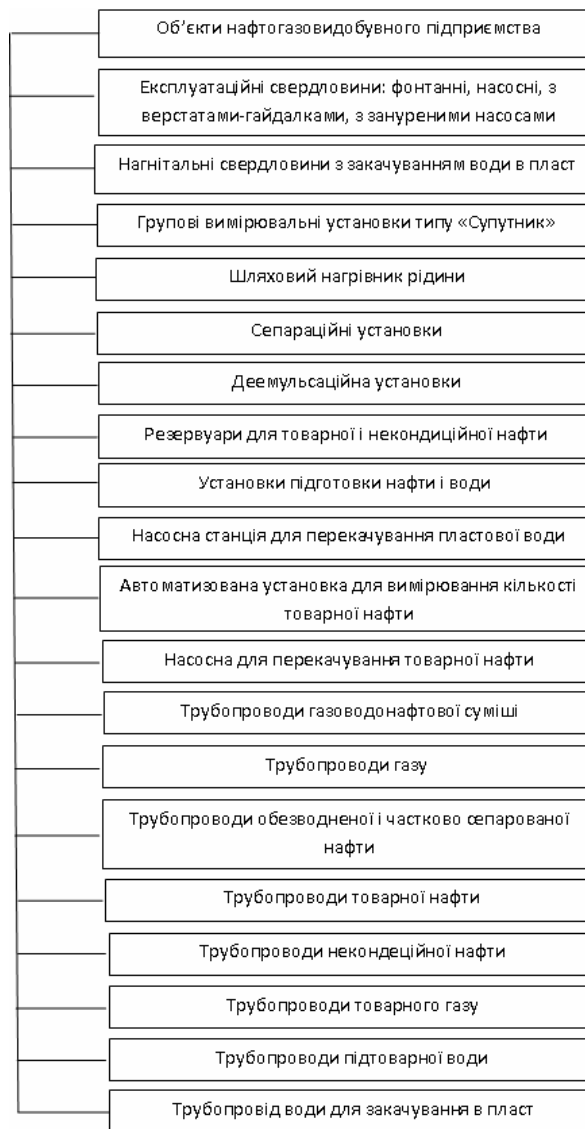 Об’єкти нафтогазовидобувного підприємства
Експлуатаційні свердловини: фонтанні, насосні, з
верстатами-гайдалками, з зануреними насосами
Нагнітальні свердловини з закачуванням води в пласт
Групові вимірювальні установки типу «Супутник»
Шляховий нагрівник рідини
Сепараційні установки
Деемульсаційна установки
Резервуари для товарної і некондиційної нафти
Установки підготовки нафти і води
Насосна станція для перекачування пластової води
Автоматизована установка для вимірювання кількості
товарної нафти
Насосна для перекачування товарної нафти
Трубопроводи газоводонафтової суміші
Трубопроводи газу
Трубопроводи обезводненої і частково сепарованої
нафти
Трубопроводи товарної нафти
Трубопроводи некондеційної нафти
Трубопроводи товарного газу
Трубопроводи підтоварної води
Трубопровід води для закачування в пласт